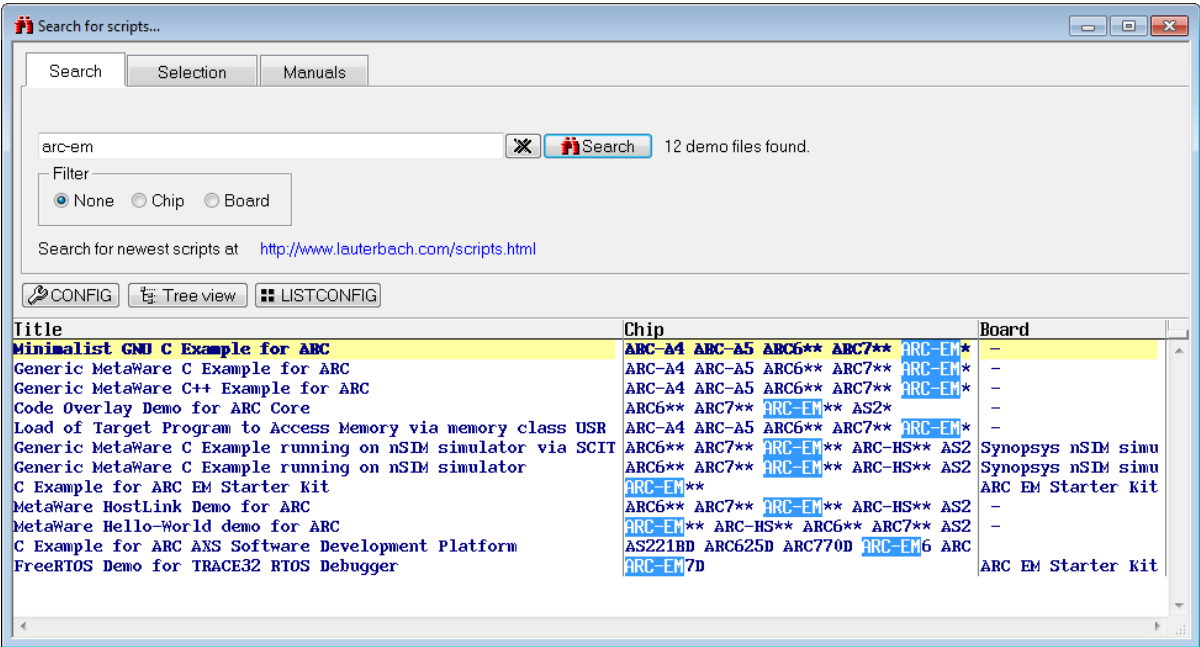 Search for scripts...
Search Selection Manuals
arc-em Search 12 demo files found.
Filter
None Chip Board
Search for newest scripts at http://www.lauterbach.com/scripts.html
CONFIG Tree view LISTCONFIG
Title Chip Board
Minimalist GNU C Example for ARC ARC-A4 ARC-A5 ARC6** ARC7** ARC-EM* –
Generic MetaWare C Example for ARC ARC-A4 ARC-A5 ARC6** ARC7** ARC-EM* –
Generic MetaWare C++ Example for ARC ARC-A4 ARC-A5 ARC6** ARC7** ARC-EM* –
Code Overlay Demo for ARC Core ARC6** ARC7** ARC-EM** AS2* –
Load of Target Program to Access Memory via memory class USR ARC-A4 ARC-A5 ARC6** ARC7** ARC-EM* –
Generic MetaWare C Example running on nSIM simulator via SCIT ARC6** ARC7** ARC-EM** ARC-HS** AS2 Synopsys nSIM simu
Generic MetaWare C Example running on nSIM simulator ARC6** ARC7** ARC-EM** ARC-HS** AS2 Synopsys nSIM simu
C Example for ARC EM Starter Kit ARC-EM** ARC EM Starter Kit
MetaWare HostLink Demo for ARC ARC6** ARC7** ARC-EM** ARC-HS** AS2 –
MetaWare Hello-World demo for ARC ARC-EM** ARC-HS** ARC6** ARC7** AS2 –
C Example for ARC AXS Software Development Platform AS221BD ARC625D ARC770D ARC-EM6 ARC
FreeRTOS Demo for TRACE32 RTOS Debugger ARC-EM7D ARC EM Starter Kit